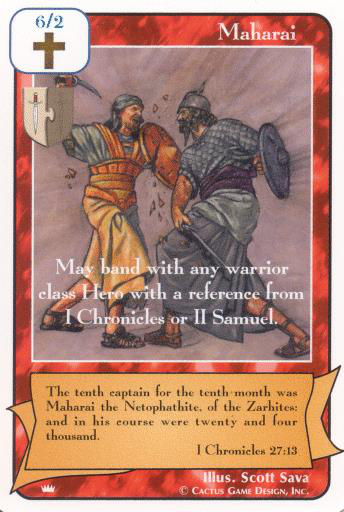 6/2
Maharai
May band with any warrior
class Hero with a reference from
I Chronicles or II Samuel.
The tenth captain for the tenth month was
Maharai the Netophathite, of the Zarhites:
and in his course were twenty and four
thousand.
I Chronicles 27:13
Illus. Scott Sava
© Cactus Game Design, Inc.